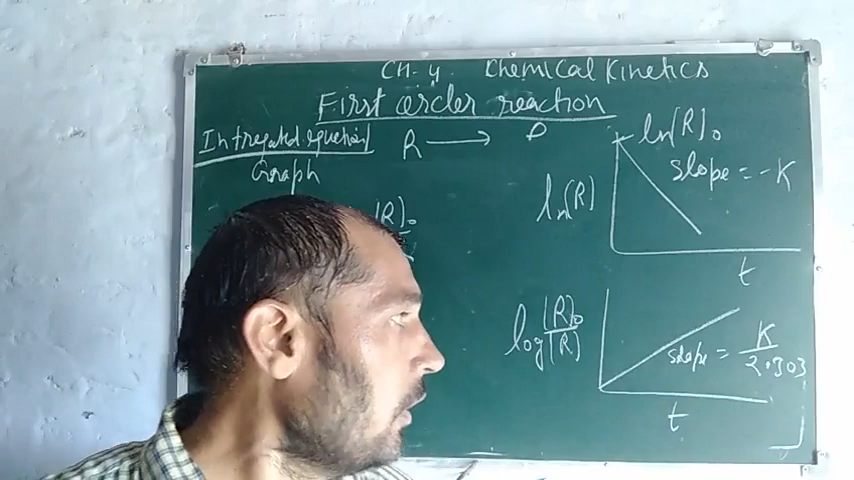 CH-4. Chemical Kinetics
First order reaction
Intregated equation/
Graph
R → P
[R]₀
ln[R]₀
slope = -K
ln[R]
t
log [R]₀/[R]
slope = K/2.303
t